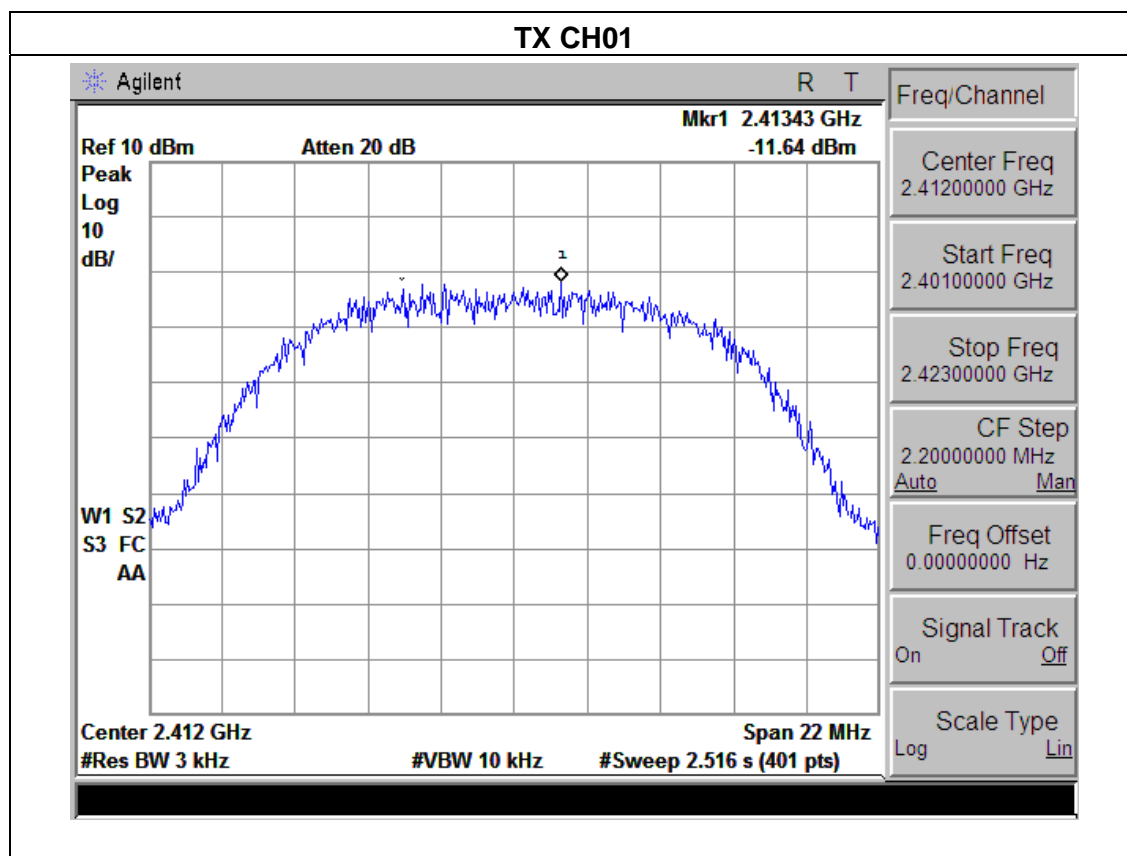 TX CH01
Agilent R T
Mkr1 2.41343 GHz
Ref 10 dBm Atten 20 dB -11.64 dBm
Peak
Log
10
dB/
1
W1 S2
S3 FC
AA
Center 2.412 GHz Span 22 MHz
#Res BW 3 kHz #VBW 10 kHz #Sweep 2.516 s (401 pts)
Freq/Channel
Center Freq
2.41200000 GHz
Start Freq
2.40100000 GHz
Stop Freq
2.42300000 GHz
CF Step
2.20000000 MHz
Auto Man
Freq Offset
0.00000000 Hz
Signal Track
On Off
Scale Type
Log Lin